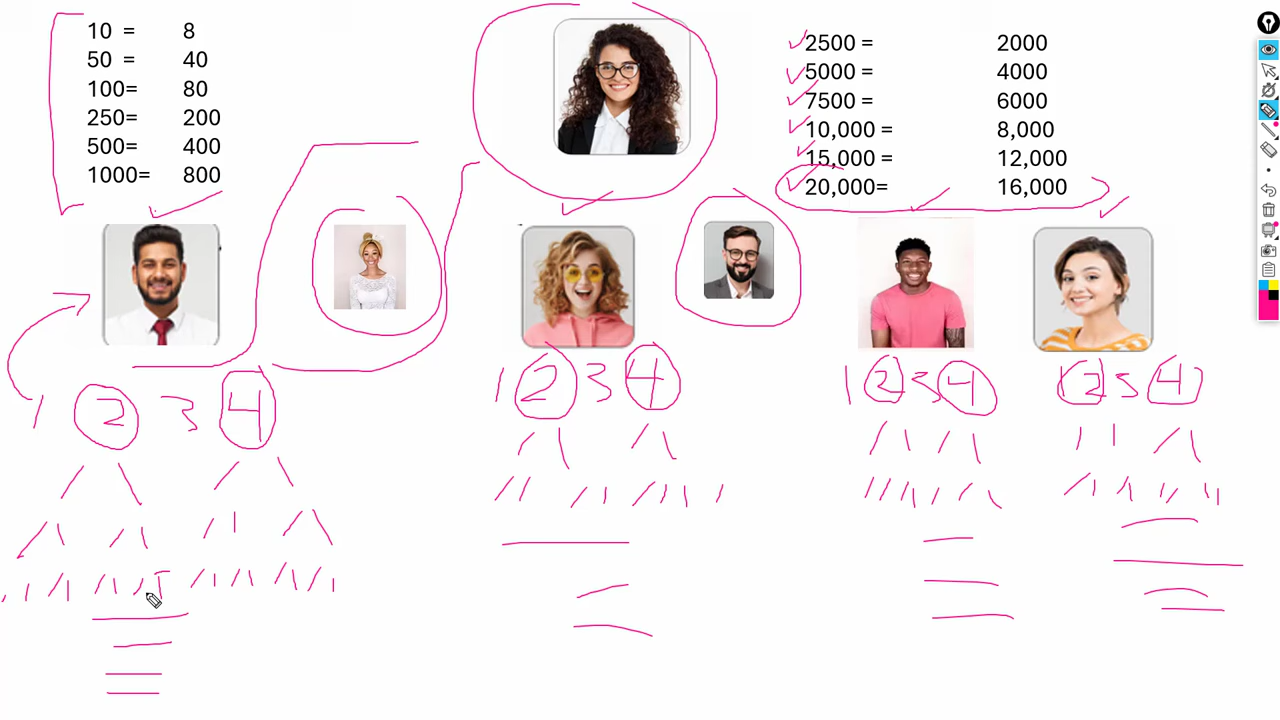 10 = 8
50 = 40
100= 80
250= 200
500= 400
1000= 800
2500 = 2000
5000 = 4000
7500 = 6000
10,000 = 8,000
15,000 = 12,000
20,000= 16,000
1 2 3 4
1 2 3 4
1 2 3 4
1 2 3 4